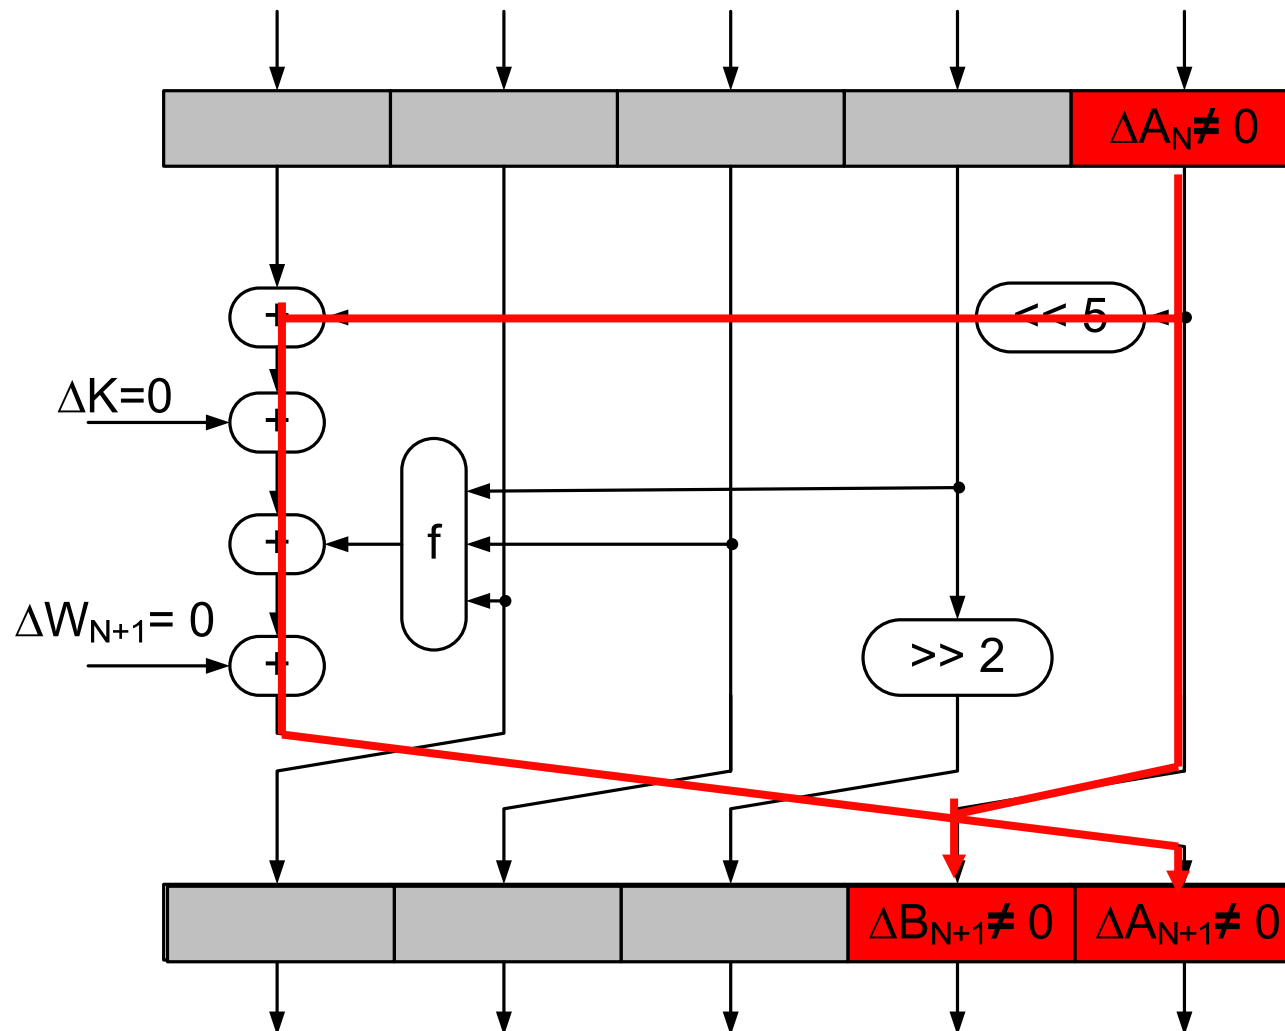 ΔA_N ≠ 0
+
<< 5
ΔK=0
+
f
+
ΔW_N+1= 0
+
>> 2
ΔB_N+1 ≠ 0
ΔA_N+1 ≠ 0